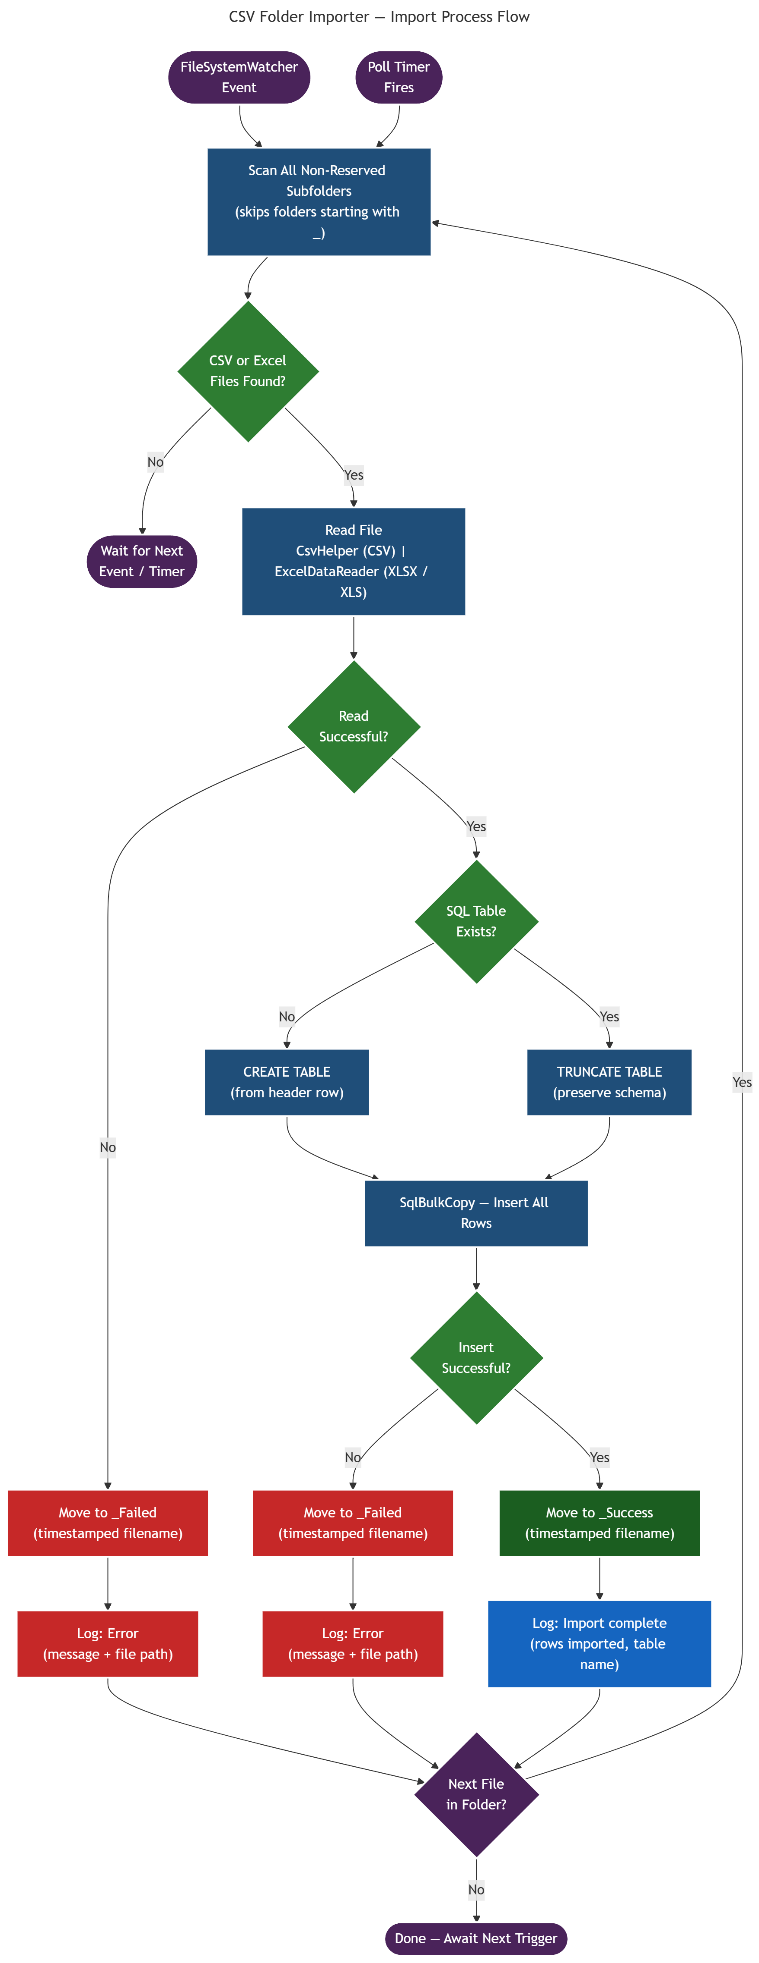 CSV Folder Importer — Import Process Flow
FileSystemWatcher
Event
Poll Timer
Fires
Scan All Non-Reserved
Subfolders
(skips folders starting with
_)
CSV or Excel
Files Found?
No
Yes
Wait for Next
Event / Timer
Read File
CsvHelper (CSV) |
ExcelDataReader (XLSX /
XLS)
Read
Successful?
Yes
SQL Table
Exists?
No
Yes
CREATE TABLE
(from header row)
TRUNCATE TABLE
(preserve schema)
Yes
No
SqlBulkCopy — Insert All
Rows
Insert
Successful?
No
Yes
Move to _Failed
(timestamped filename)
Move to _Failed
(timestamped filename)
Move to _Success
(timestamped filename)
Log: Error
(message + file path)
Log: Error
(message + file path)
Log: Import complete
(rows imported, table
name)
Next File
in Folder?
No
Done — Await Next Trigger